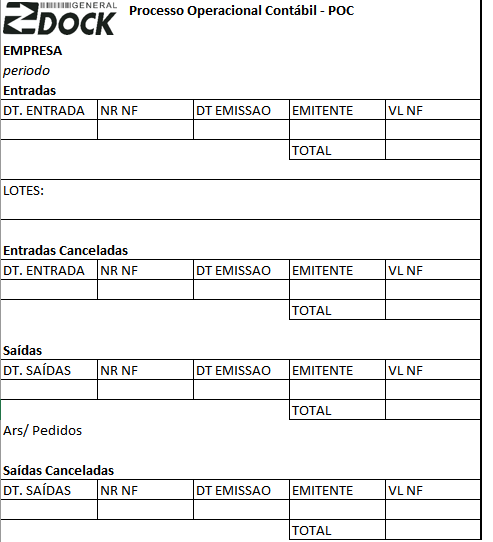 GENERAL
DOCK
Processo Operacional Contábil - POC
EMPRESA
periodo
Entradas
DT. ENTRADA NR NF DT EMISSAO EMITENTE VL NF
TOTAL
LOTES:
Entradas Canceladas
DT. ENTRADA NR NF DT EMISSAO EMITENTE VL NF
TOTAL
Saídas
DT. SAÍDAS NR NF DT EMISSAO EMITENTE VL NF
TOTAL
Ars/ Pedidos
Saídas Canceladas
DT. SAÍDAS NR NF DT EMISSAO EMITENTE VL NF
TOTAL